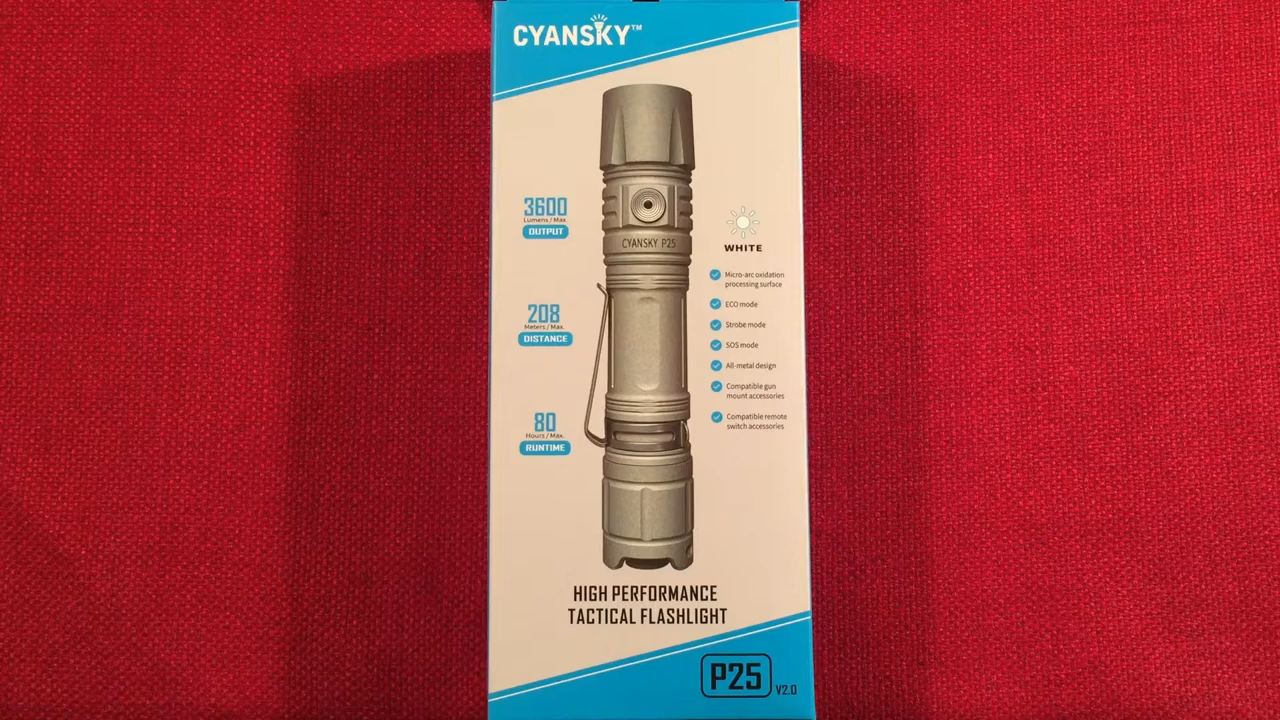 CYANSKY™
3600
Lumens / Max.
OUTPUT
208
Meters / Max.
DISTANCE
80
Hours / Max.
RUNTIME
CYANSKY P25
WHITE
Micro-arc oxidation
processing surface
ECO mode
Strobe mode
SOS mode
All-metal design
Compatible gun
mount accessories
Compatible remote
switch accessories
HIGH PERFORMANCE
TACTICAL FLASHLIGHT
P25 V2.0